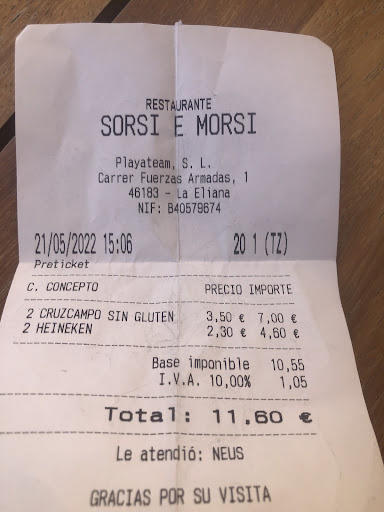 RESTAURANTE
SORSI E MORSI
Playateam, S. L.
Carrer Fuerzas Armadas, 1
46183 - La Eliana
NIF: B40579674
21/05/2022 15:06 20 1 (TZ)
Preticket
C. CONCEPTO PRECIO IMPORTE
2 CRUZCAMPO SIN GLUTEN 3,50 € 7,00 €
2 HEINEKEN 2,30 € 4,60 €
Base imponible 10,55
I.V.A. 10,00% 1,05
Total: 11,60 €
Le atendió: NEUS
GRACIAS POR SU VISITA